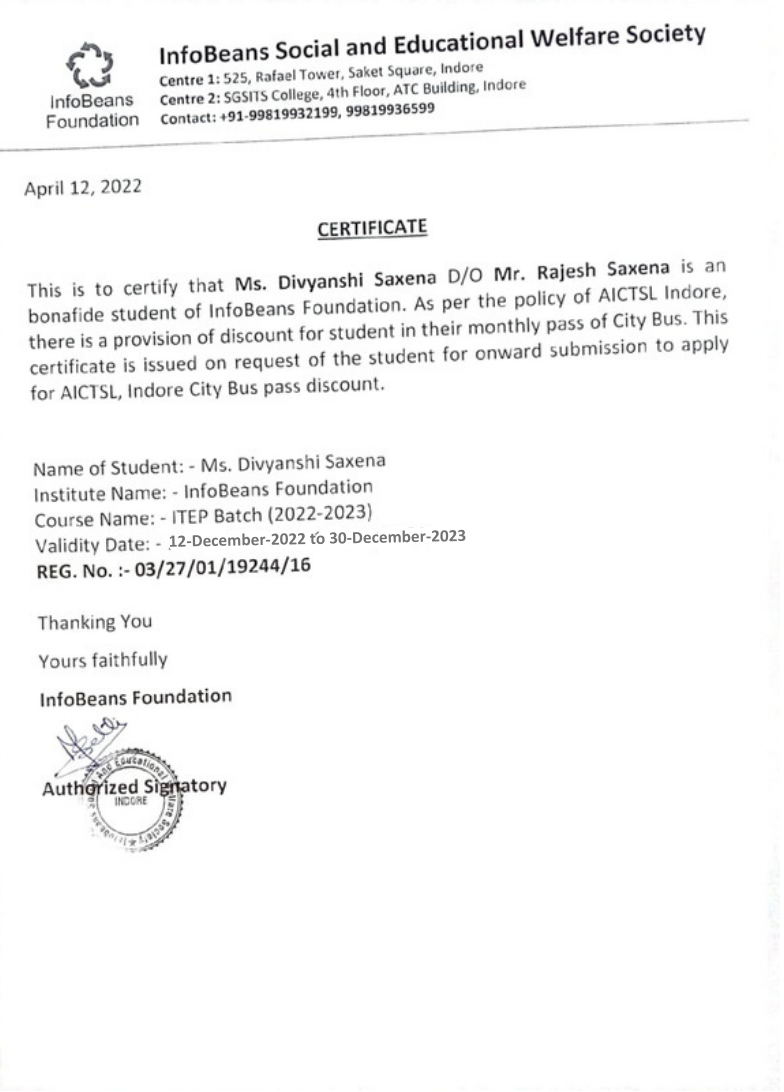 InfoBeans
Foundation
InfoBeans Social and Educational Welfare Society
Centre 1: 525, Rafael Tower, Saket Square, Indore
Centre 2: SGSITS College, 4th Floor, ATC Building, Indore
Contact: +91-99819932199, 99819936599
April 12, 2022
CERTIFICATE
This is to certify that Ms. Divyanshi Saxena D/O Mr. Rajesh Saxena is an
bonafide student of InfoBeans Foundation. As per the policy of AICTSL Indore,
there is a provision of discount for student in their monthly pass of City Bus. This
certificate is issued on request of the student for onward submission to apply
for AICTSL, Indore City Bus pass discount.
Name of Student: - Ms. Divyanshi Saxena
Institute Name: - InfoBeans Foundation
Course Name: - ITEP Batch (2022-2023)
Validity Date: - 12-December-2022 to 30-December-2023
REG. No. :- 03/27/01/19244/16
Thanking You
Yours faithfully
InfoBeans Foundation
Authorized Signatory
And Educational Welfare Society
INDORE